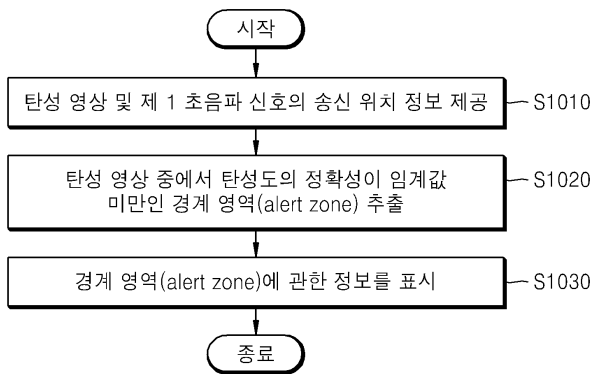 시작
탄성 영상 및 제 1 초음파 신호의 송신 위치 정보 제공
S1010
탄성 영상 중에서 탄성도의 정확성이 임계값
미만인 경계 영역(alert zone) 추출
S1020
경계 영역(alert zone)에 관한 정보를 표시
S1030
종료